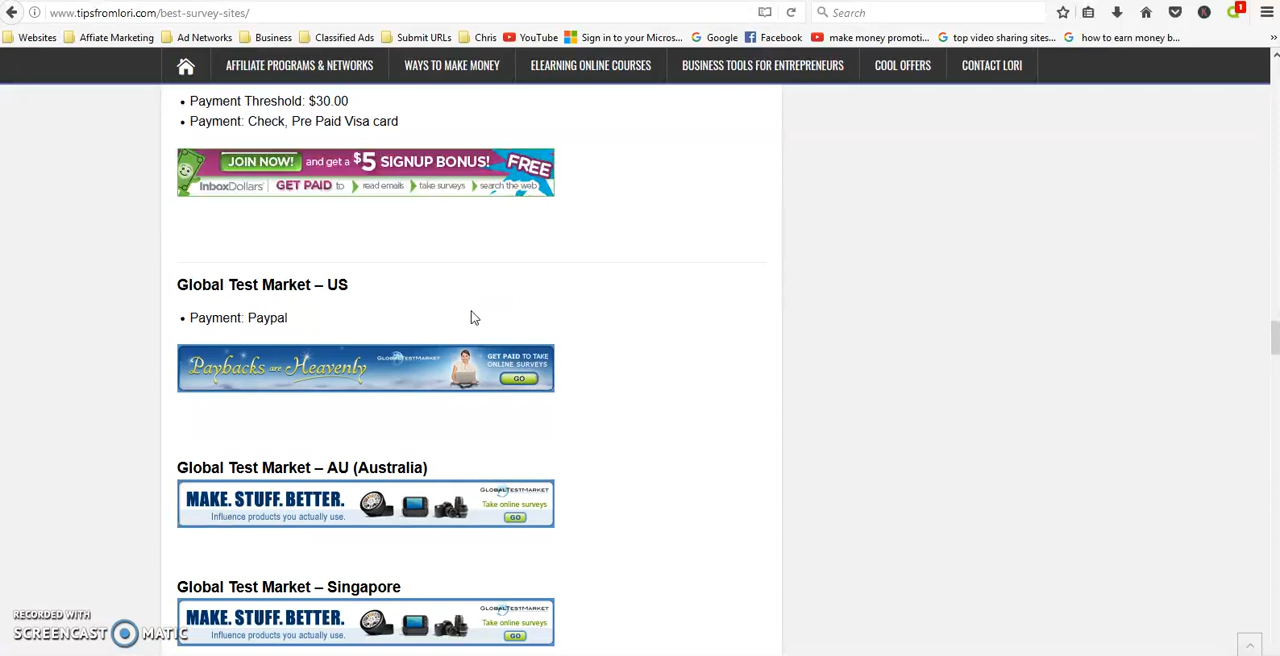 www.tipsfromlori.com/best-survey-sites/
Search
1
Websites
Affiate Marketing
Ad Networks
Business
Classified Ads
Submit URLs
Chris
YouTube
Sign in to your Micros...
Google
Facebook
make money promoti...
top video sharing sites...
how to earn money b...
AFFILIATE PROGRAMS & NETWORKS
WAYS TO MAKE MONEY
ELEARNING ONLINE COURSES
BUSINESS TOOLS FOR ENTREPRENEURS
COOL OFFERS
CONTACT LORI
• Payment Threshold: $30.00
• Payment: Check, Pre Paid Visa card
JOIN NOW! and get a $5 SIGNUP BONUS! FREE
InboxDollars GET PAID to read emails take surveys search the web
Global Test Market – US
• Payment: Paypal
Paybacks are Heavenly
GLOBALTESTMARKET
GET PAID TO TAKE
ONLINE SURVEYS
GO
Global Test Market – AU (Australia)
MAKE. STUFF. BETTER.
Influence products you actually use.
GLOBALTESTMARKET
Take online surveys
GO
Global Test Market – Singapore
MAKE. STUFF. BETTER.
Influence products you actually use.
GLOBALTESTMARKET
Take online surveys
GO
RECORDED WITH
SCREENCAST MATIC